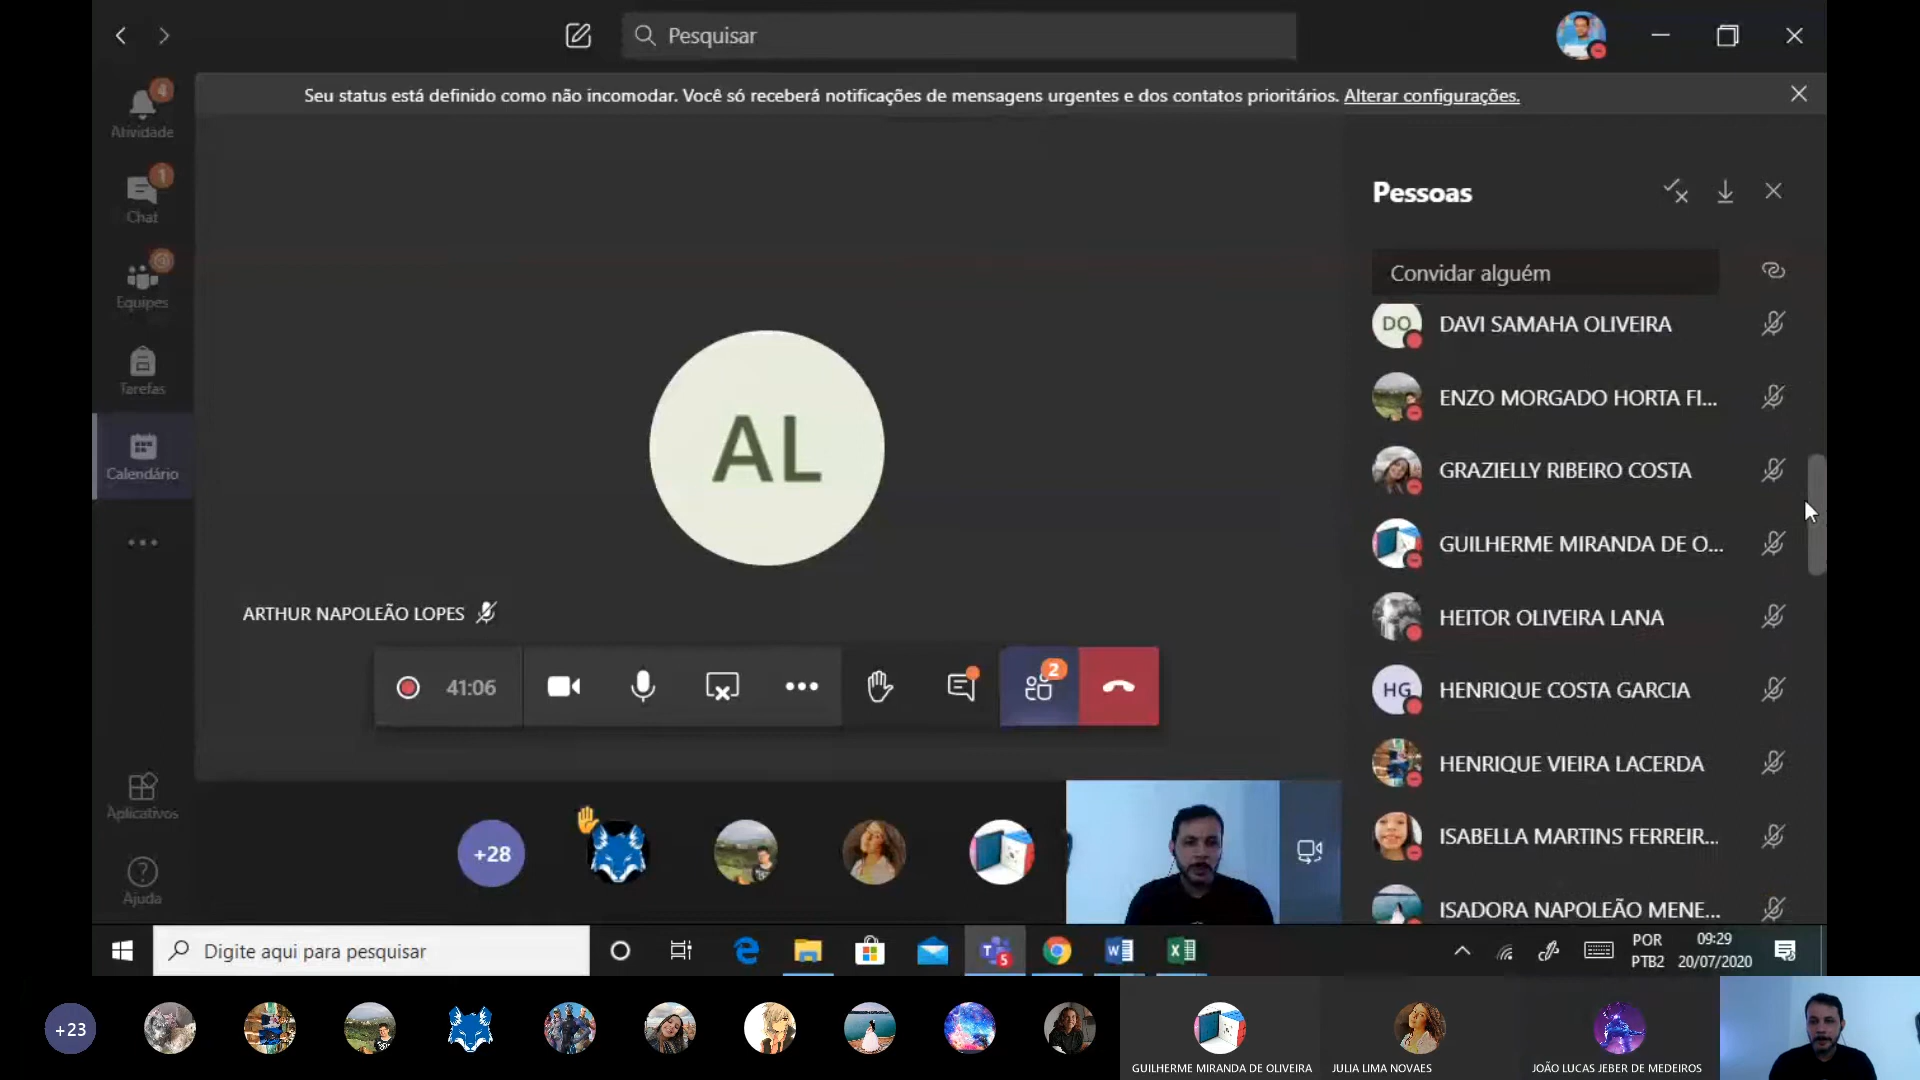 Pesquisar
Seu status está definido como não incomodar. Você só receberá notificações de mensagens urgentes e dos contatos prioritários. Alterar configurações.
4
Atividade
1
Chat
Equipes
Tarefas
Calendário
Aplicativos
?
Ajuda
AL
ARTHUR NAPOLEÃO LOPES
41:06
2
+28
Pessoas
Convidar alguém
DO
DAVI SAMAHA OLIVEIRA
ENZO MORGADO HORTA FI...
GRAZIELLY RIBEIRO COSTA
GUILHERME MIRANDA DE O...
HEITOR OLIVEIRA LANA
HG
HENRIQUE COSTA GARCIA
HENRIQUE VIEIRA LACERDA
ISABELLA MARTINS FERREIR...
ISADORA NAPOLEÃO MENE...
Digite aqui para pesquisar
5
POR
PTB2
09:29
20/07/2020
+23
GUILHERME MIRANDA DE OLIVEIRA
JULIA LIMA NOVAES
JOÃO LUCAS JEBER DE MEDEIROS